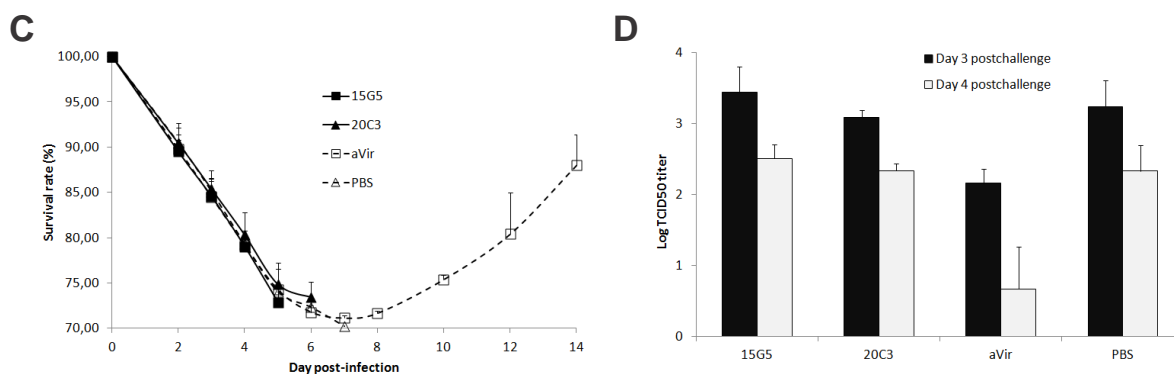 C
100,00
95,00
90,00
85,00
80,00
75,00
70,00
Survival rate (%)
0
2
4
6
8
10
12
14
Day post-infection
15G5
20C3
aVir
PBS
D
4
3
2
1
0
Log TCID50 titer
Day 3 postchallenge
Day 4 postchallenge
15G5
20C3
aVir
PBS